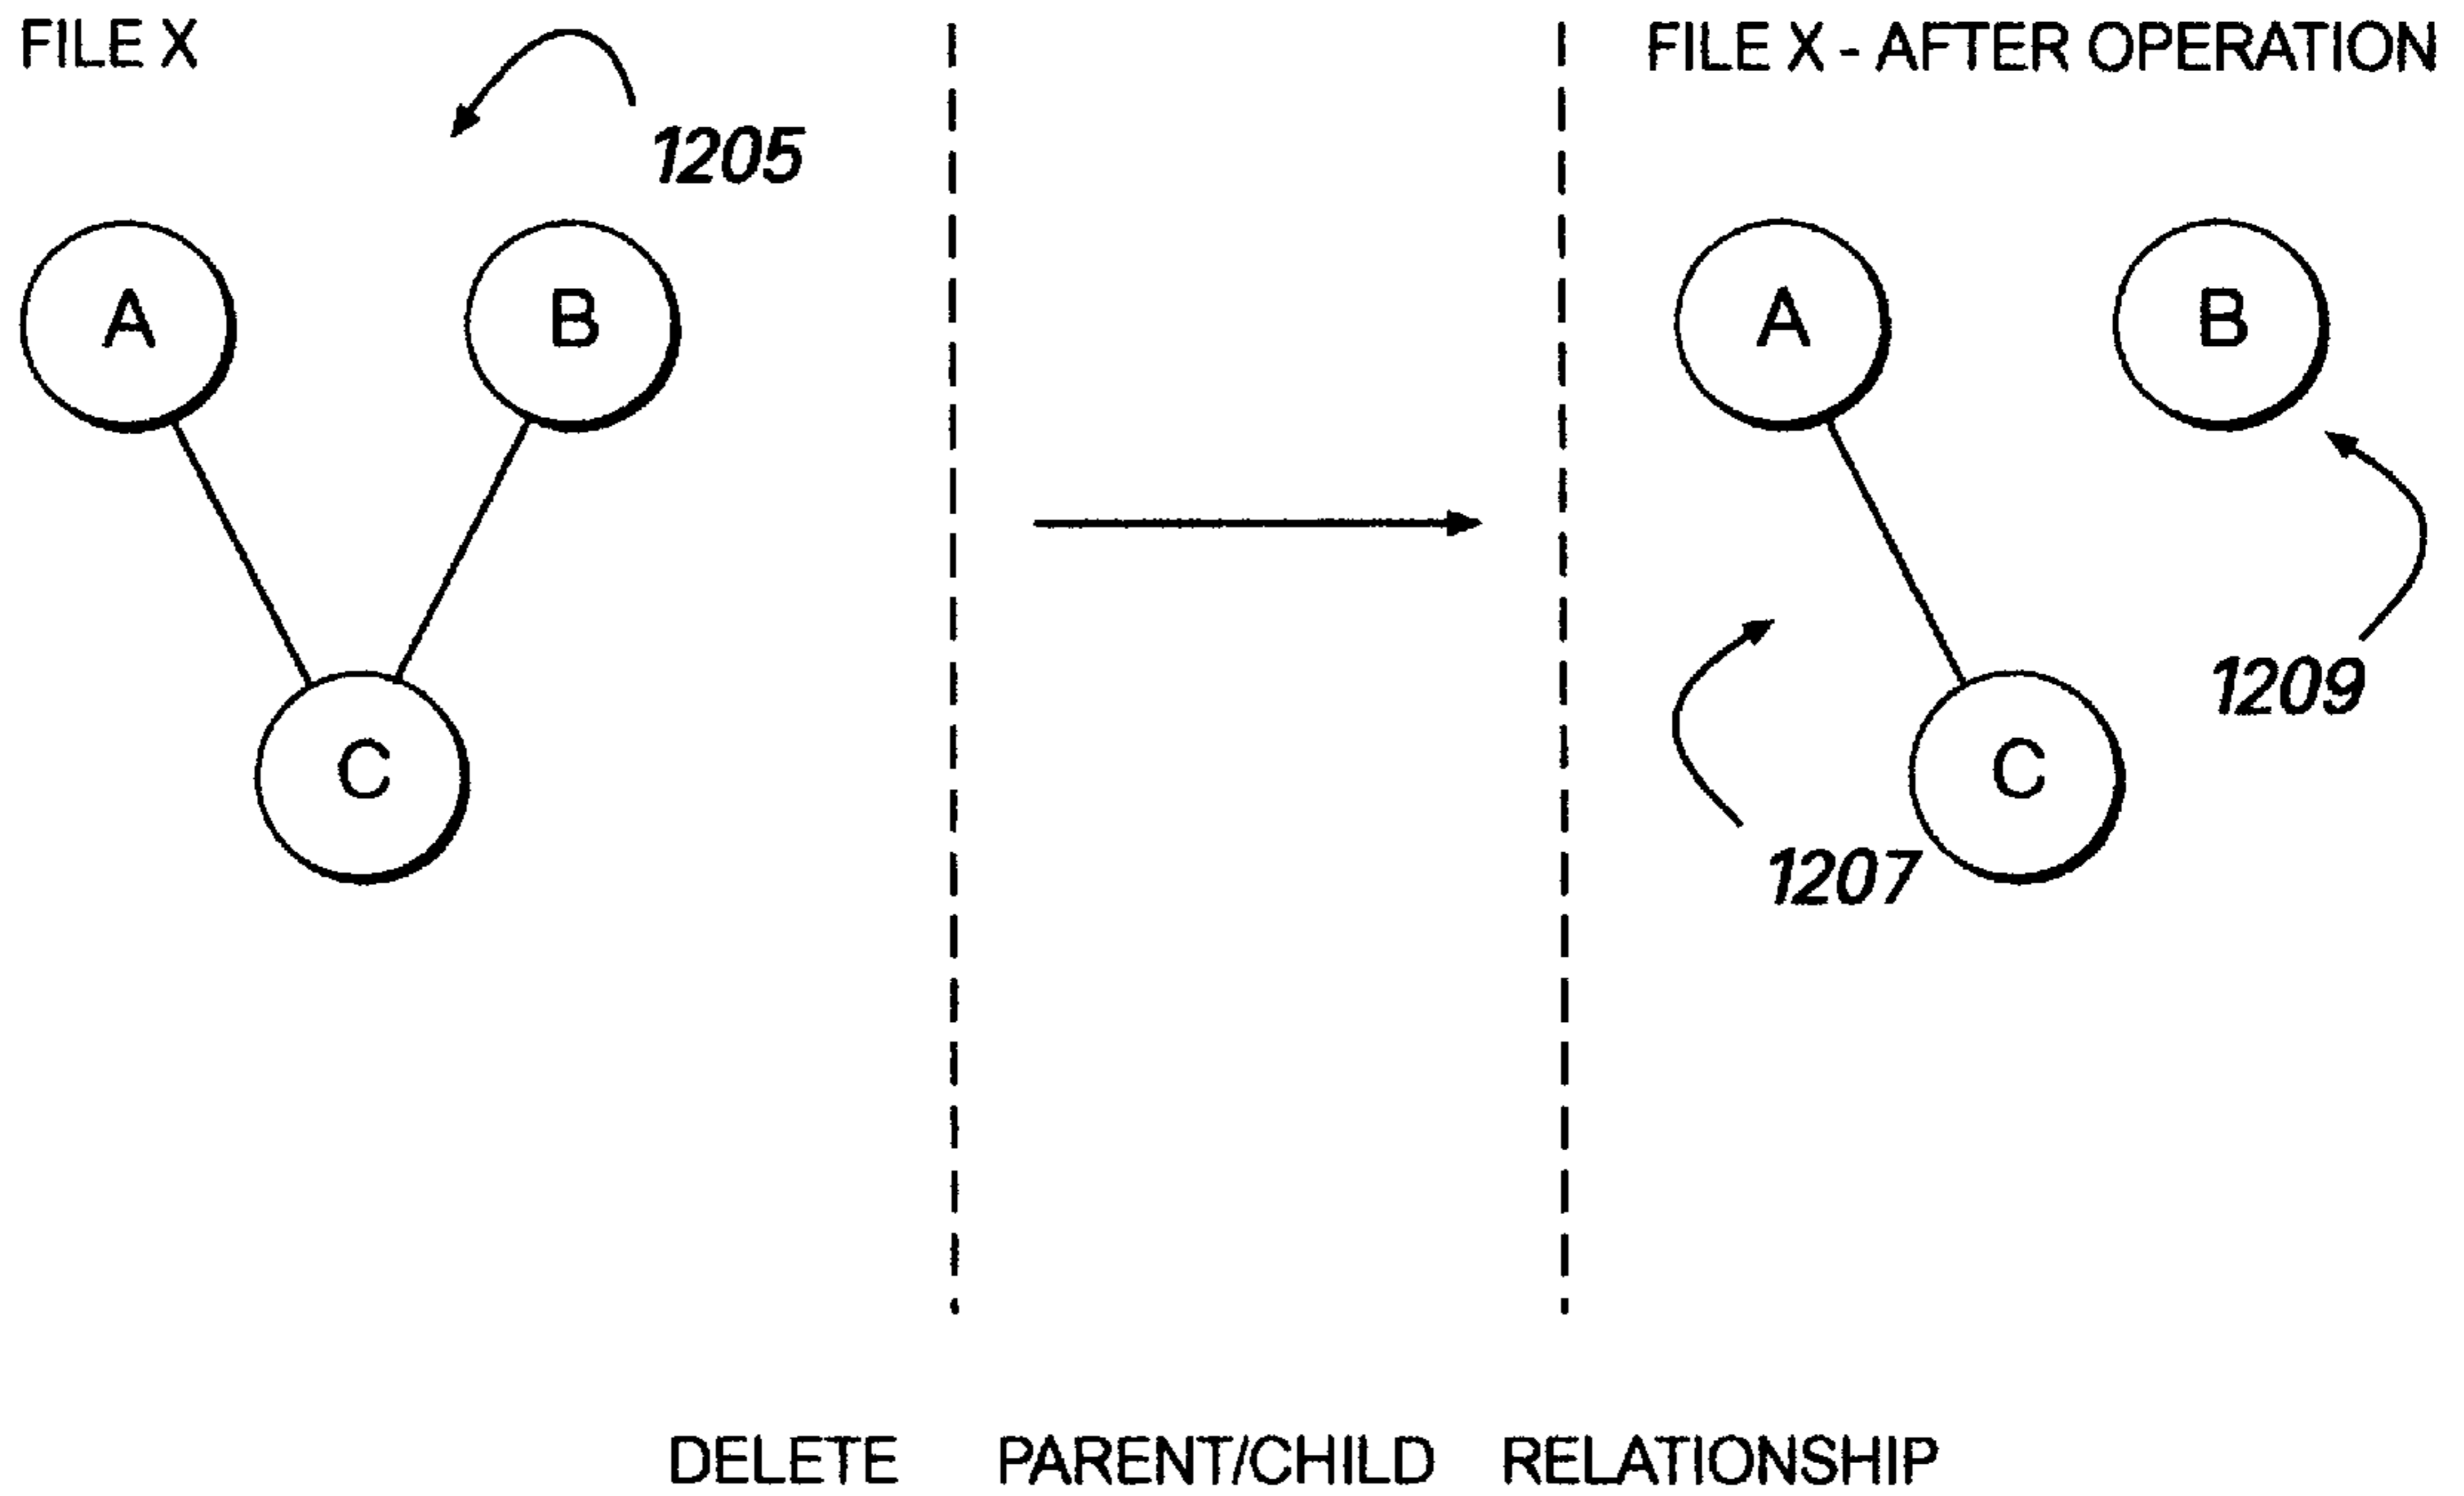 FILE X
FILE X - AFTER OPERATION
1205
A
B
A
B
C
C
1209
1207
DELETE PARENT/CHILD RELATIONSHIP